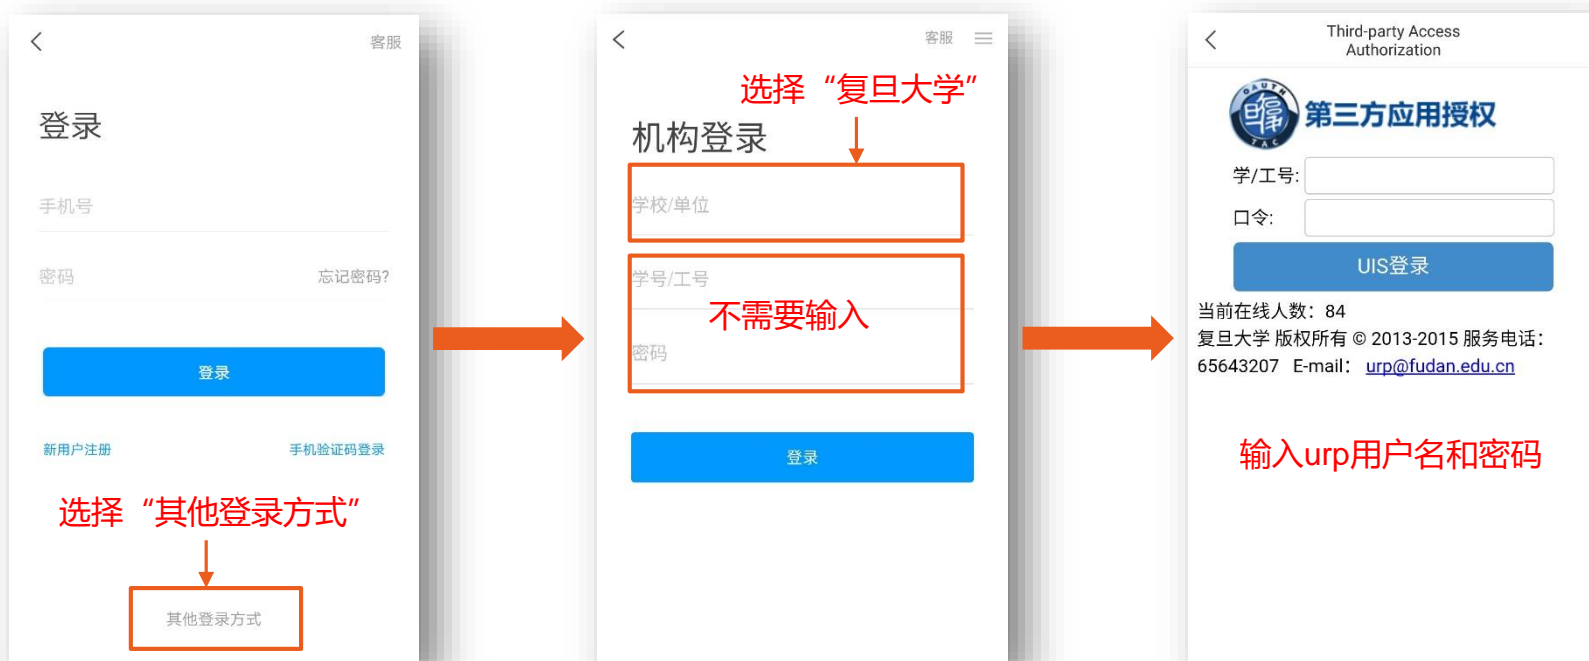 客服
登录
手机号
密码
忘记密码?
登录
新用户注册
手机验证码登录
选择“其他登录方式”
其他登录方式
客服
选择“复旦大学”
机构登录
学校/单位
学号/工号
不需要输入
密码
登录
Third-party Access
Authorization
OAUTH
TAC
第三方应用授权
学/工号:
口令:
UIS登录
当前在线人数：84
复旦大学 版权所有 © 2013-2015 服务电话：
65643207 E-mail： urp@fudan.edu.cn
输入urp用户名和密码